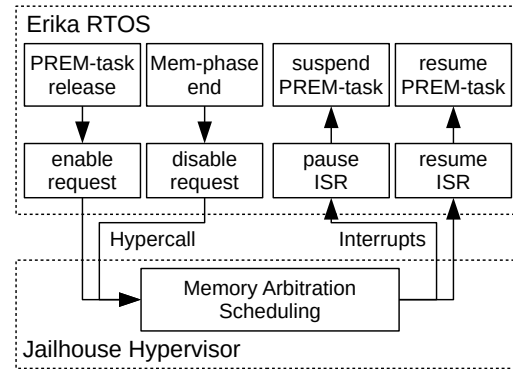 Erika RTOS
PREM-task
release
Mem-phase
end
suspend
PREM-task
resume
PREM-task
enable
request
disable
request
pause
ISR
resume
ISR
Hypercall
Interrupts
Memory Arbitration
Scheduling
Jailhouse Hypervisor